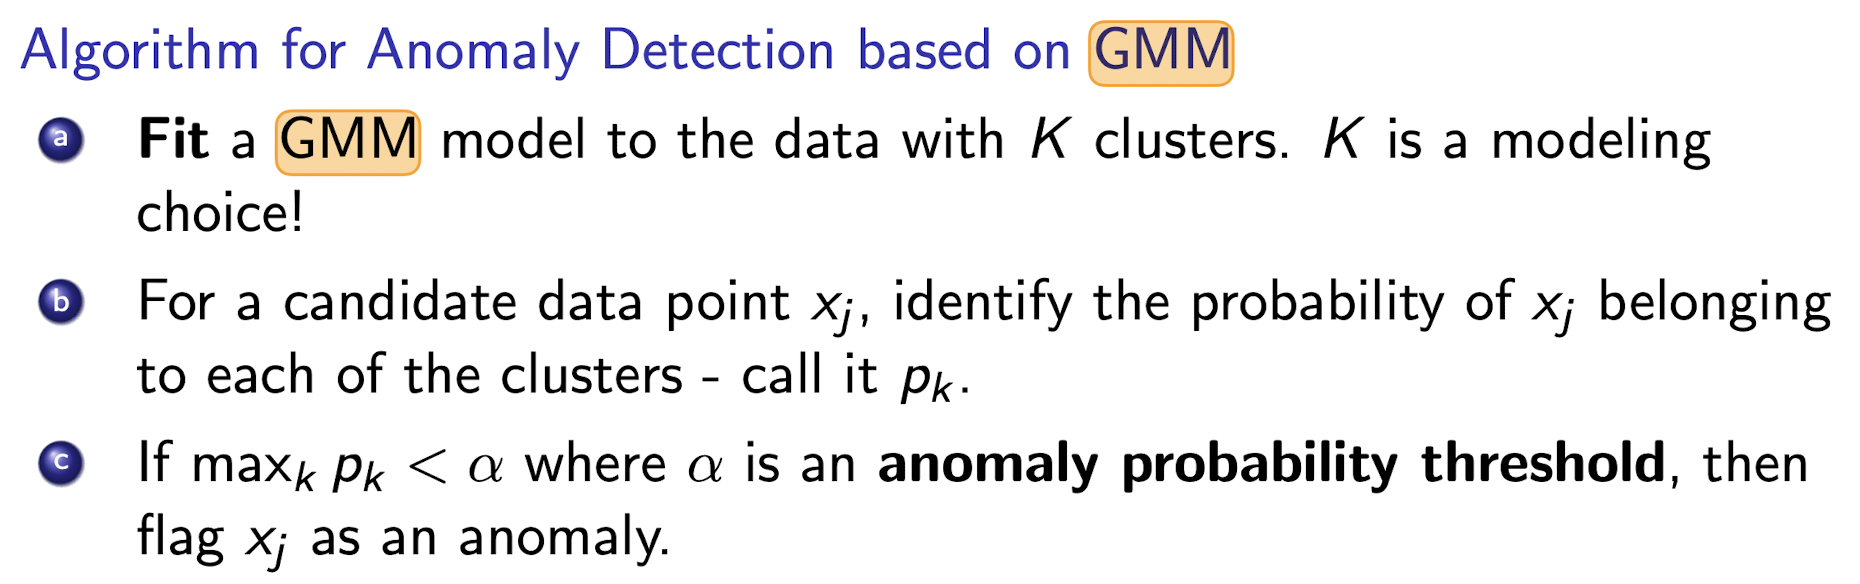 Algorithm for Anomaly Detection based on GMM
a Fit a GMM model to the data with K clusters. K is a modeling
choice!
b For a candidate data point x_j, identify the probability of x_j belonging
to each of the clusters - call it p_k.
c If max_k p_k < α where α is an anomaly probability threshold, then
flag x_j as an anomaly.